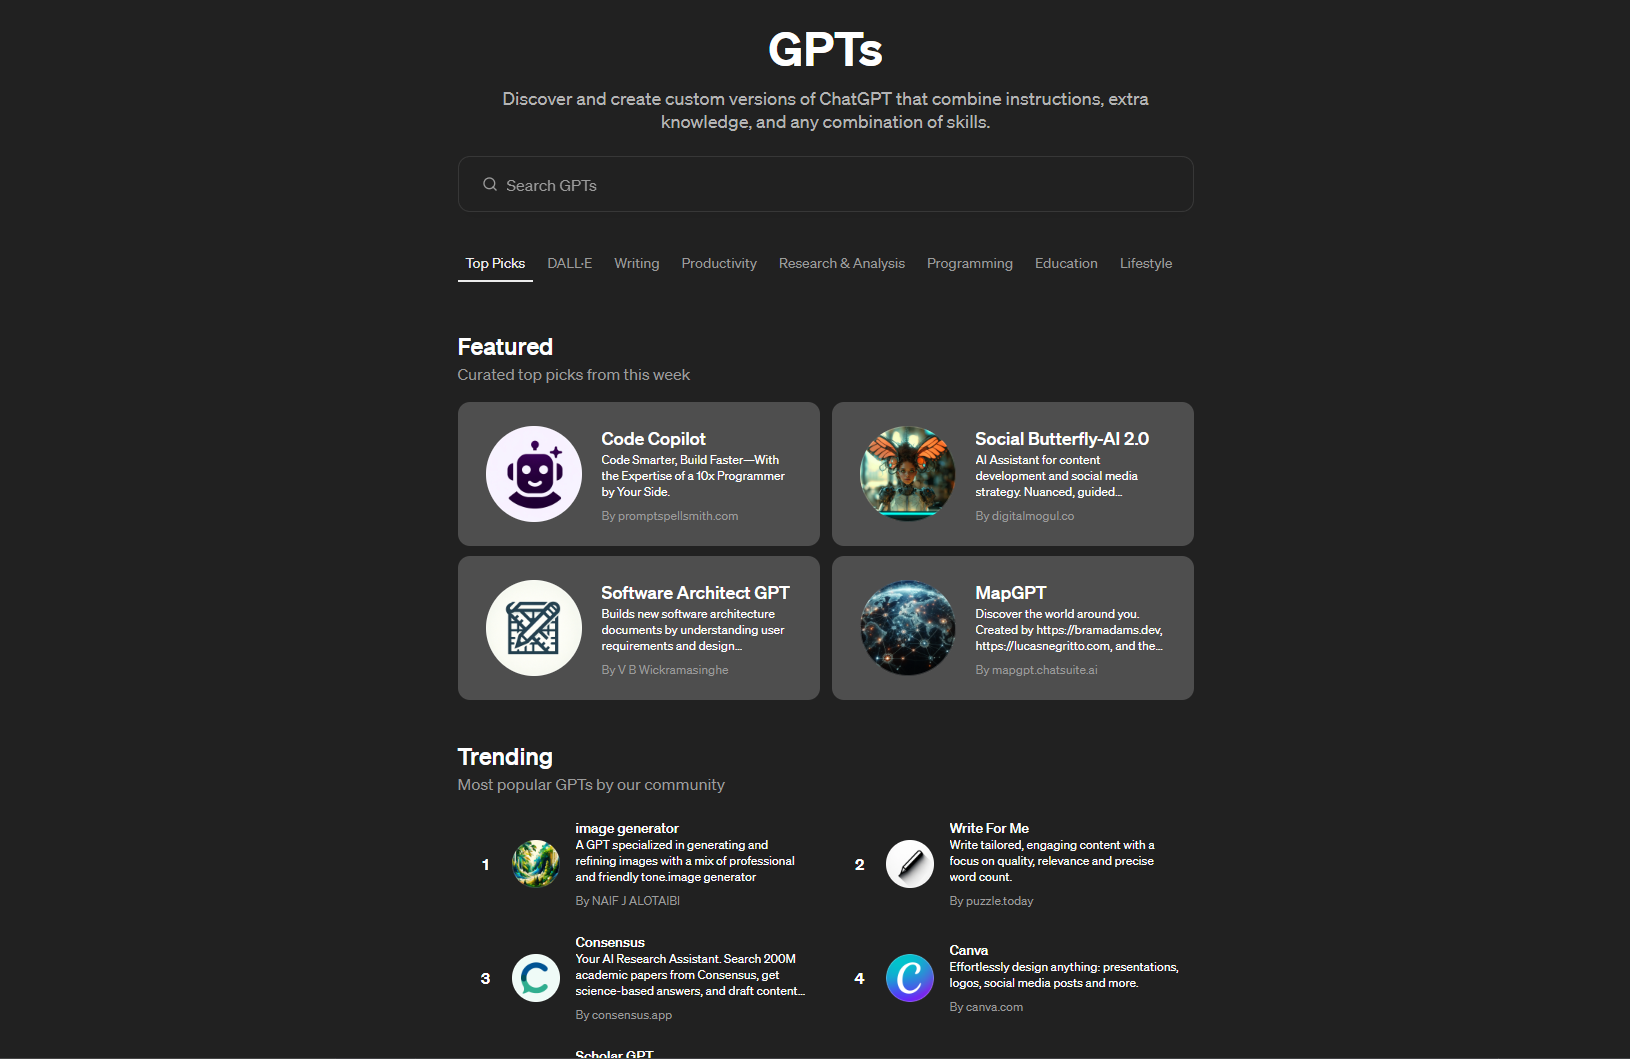 GPTs
Discover and create custom versions of ChatGPT that combine instructions, extra
knowledge, and any combination of skills.
Search GPTs
Top Picks DALL·E Writing Productivity Research & Analysis Programming Education Lifestyle
Featured
Curated top picks from this week
Code Copilot
Code Smarter, Build Faster—With
the Expertise of a 10x Programmer
by Your Side.
By promptspellsmith.com
Social Butterfly-AI 2.0
AI Assistant for content
development and social media
strategy. Nuanced, guided...
By digitalmogul.co
Software Architect GPT
Builds new software architecture
documents by understanding user
requirements and design...
By V B Wickramasinghe
MapGPT
Discover the world around you.
Created by https://bramadams.dev,
https://lucasnegritto.com, and the...
By mapgpt.chatsuite.ai
Trending
Most popular GPTs by our community
1
image generator
A GPT specialized in generating and
refining images with a mix of professional
and friendly tone.image generator
By NAIF J ALOTAIBI
2
Write For Me
Write tailored, engaging content with a
focus on quality, relevance and precise
word count.
By puzzle.today
3
Consensus
Your AI Research Assistant. Search 200M
academic papers from Consensus, get
science-based answers, and draft content...
By consensus.app
4
Canva
Effortlessly design anything: presentations,
logos, social media posts and more.
By canva.com
Scholar GPT